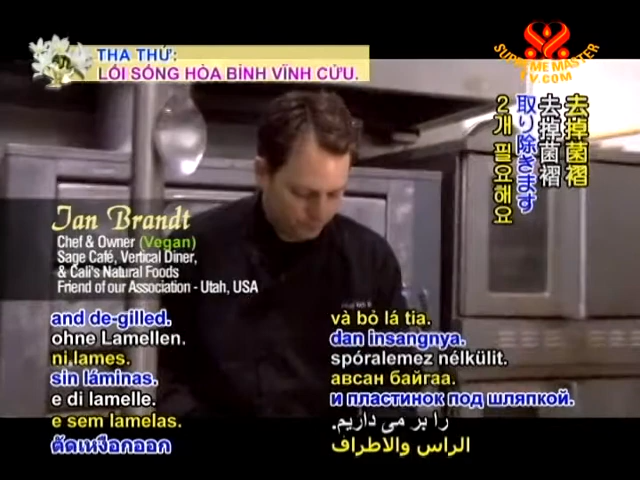 THA THỨ:
LỐI SỐNG HÒA BÌNH VĨNH CỬU.
SUPREME MASTER
TV.COM
去掉菌褶
去掉菌褶
取り除きます
2개 필요해요
Ian Brandt
Chef & Owner (Vegan)
Sage Café, Vertical Diner,
& Cali's Natural Foods
Friend of our Association - Utah, USA
and de-gilled.
ohne Lamellen.
ni lames.
sin láminas.
e di lamelle.
e sem lamelas.
ตัดเหงือกออก
và bỏ lá tia.
dan insangnya.
spóralemez nélkülit.
авсан байгаа.
и пластинок под шляпкой.
را بر می داریم.
الراس والاطراف